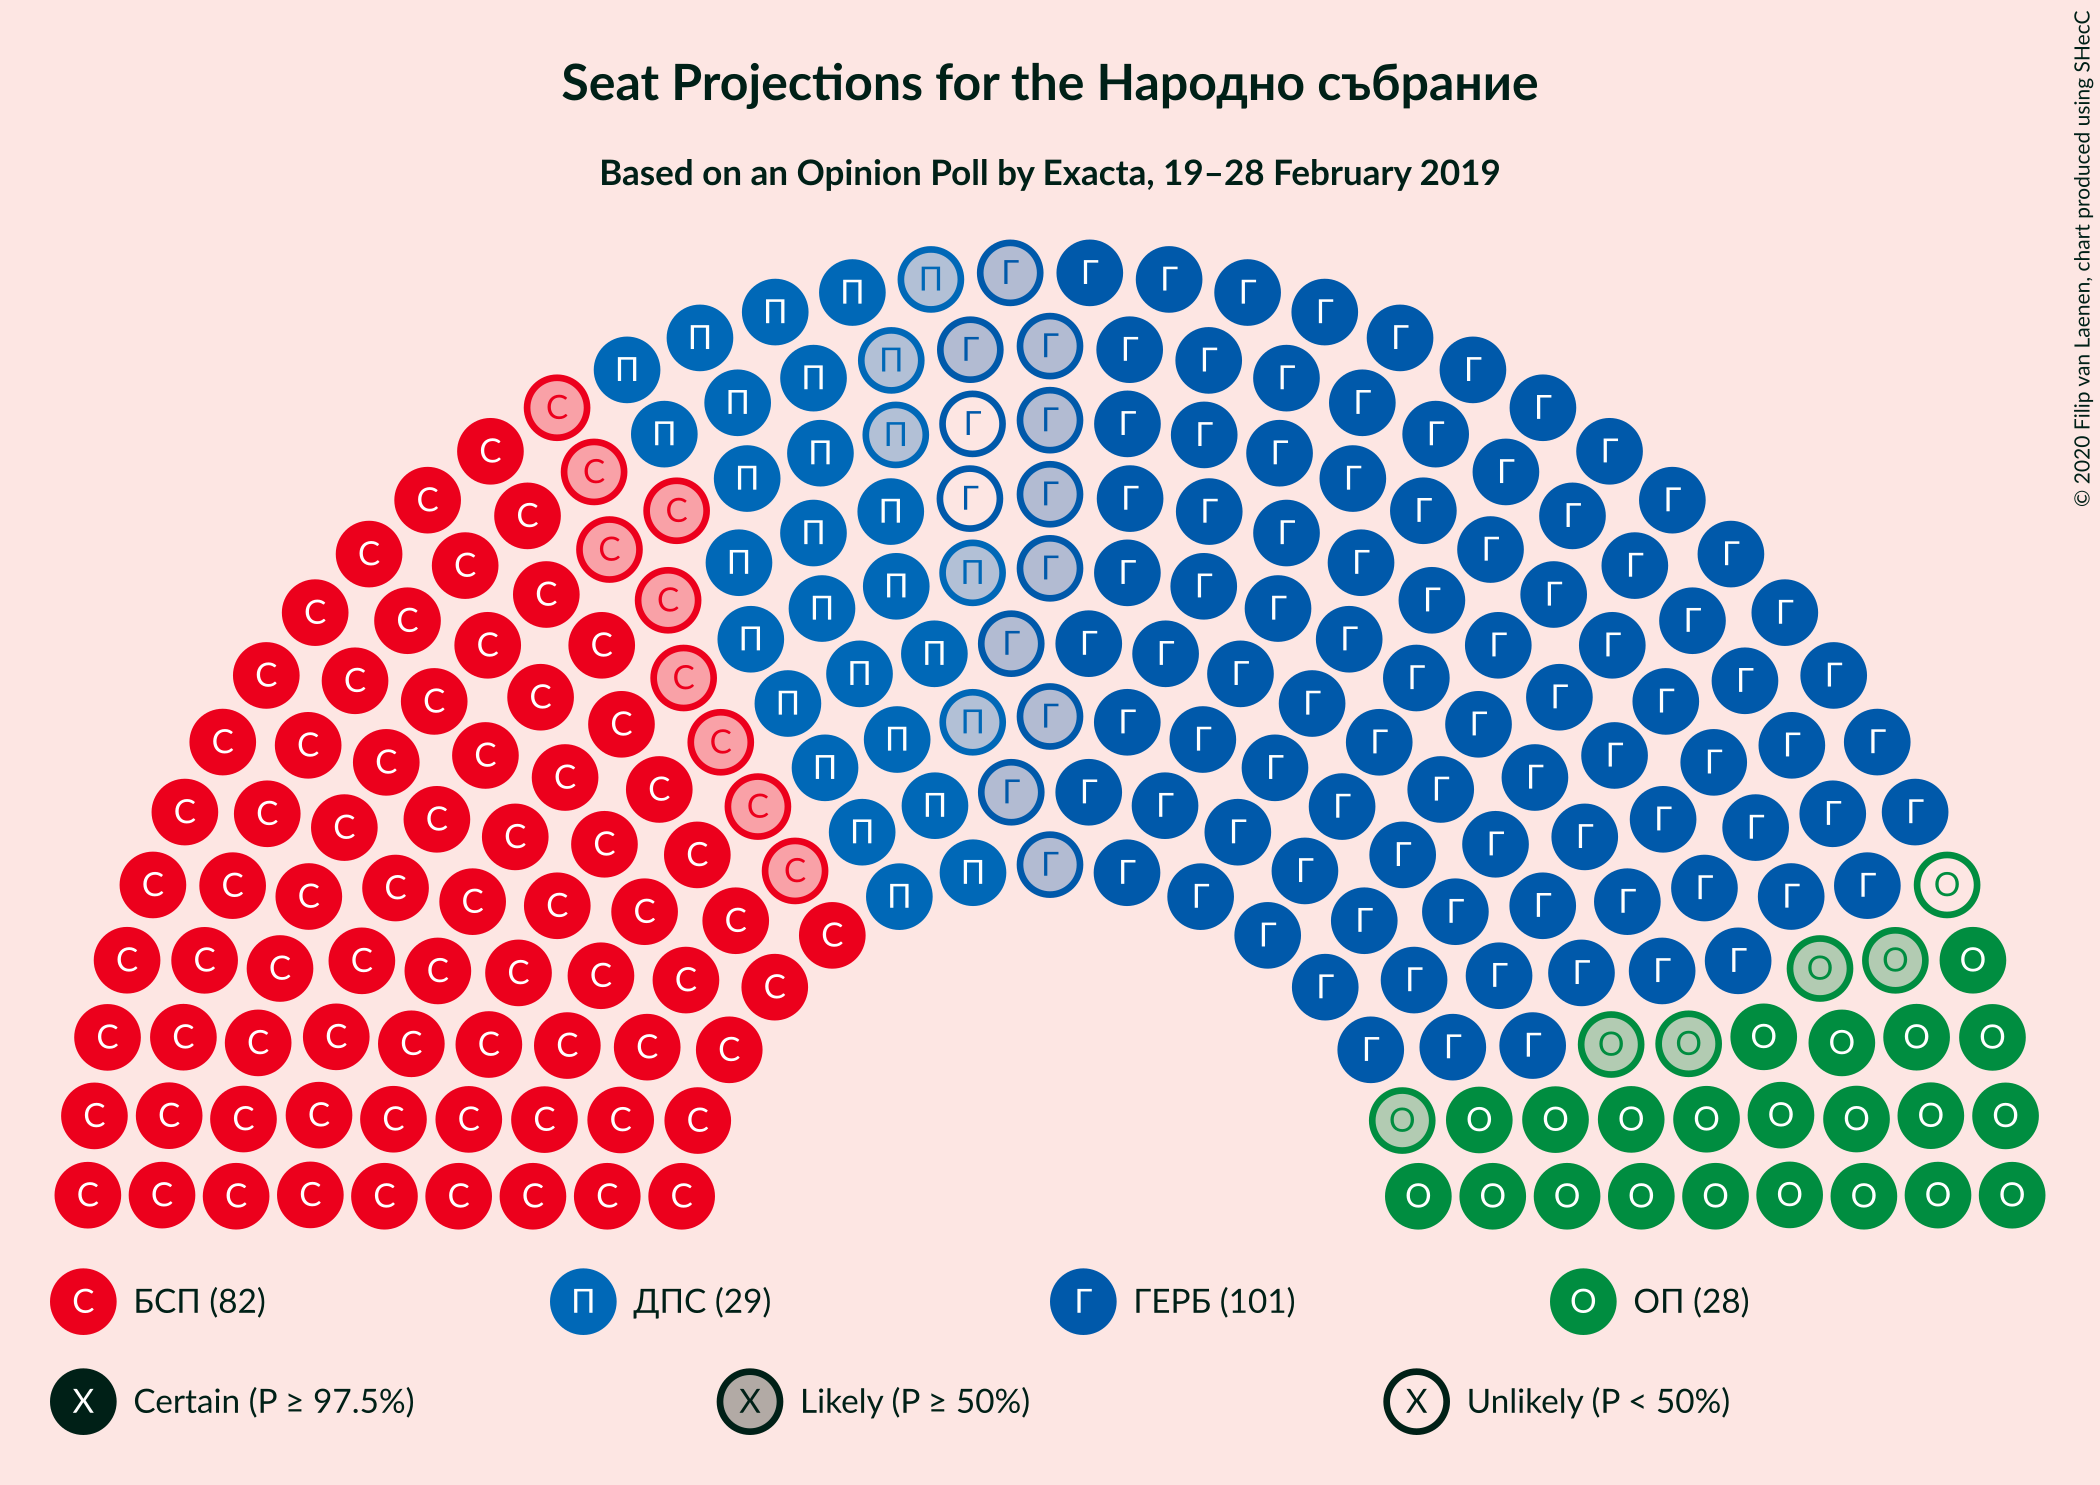 Seat Projections for the Народно събрание
Based on an Opinion Poll by Exacta, 19–28 February 2019
© 2020 Filip van Laenen, chart produced using SHecC
С БСП (82)
П ДПС (29)
Г ГЕРБ (101)
О ОП (28)
X Certain (P ≥ 97.5%)
X Likely (P ≥ 50%)
X Unlikely (P < 50%)